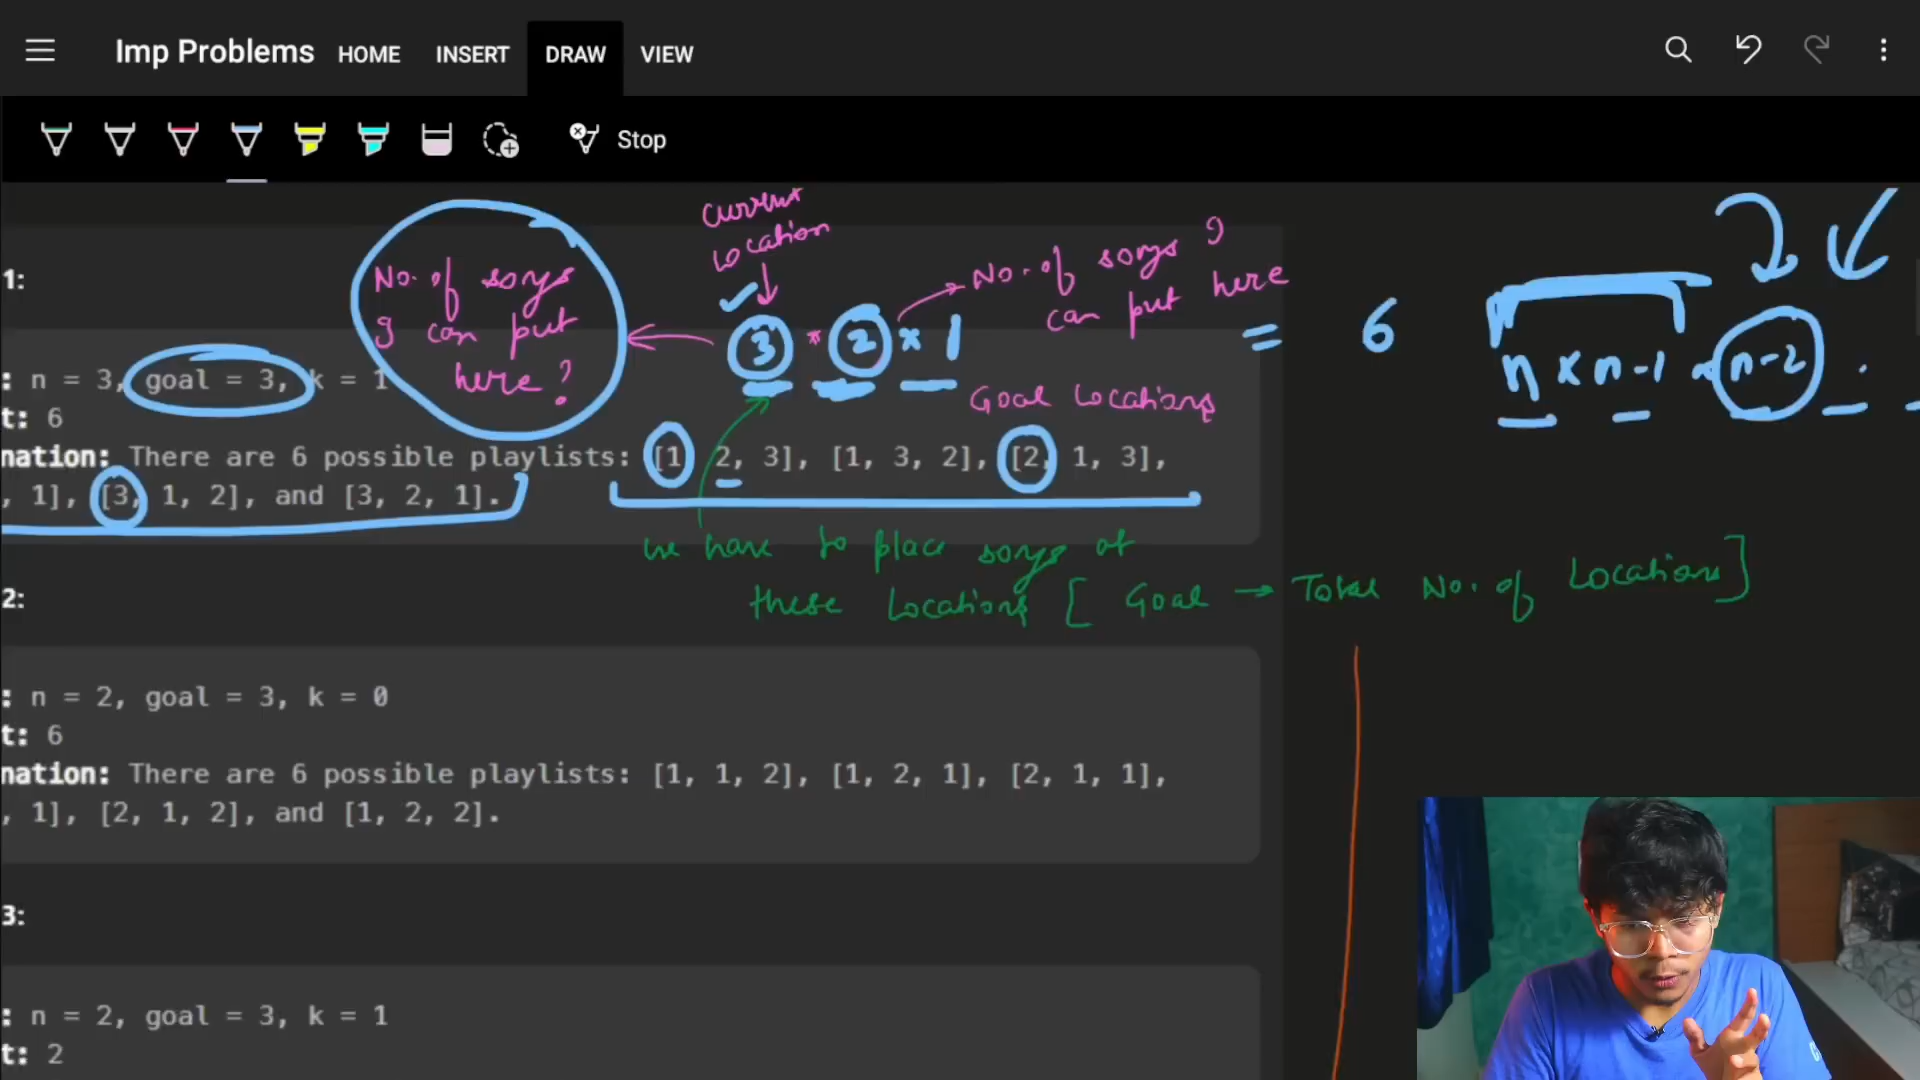 Imp Problems HOME INSERT DRAW VIEW
Stop
current
location
No. of songs
I can put
here?
No. of songs I
can put here
3 * 2 * 1 = 6
n x n-1 n-2 .
Goal Locations
1:
: n = 3, goal = 3, k = 1
t: 6
nation: There are 6 possible playlists: [1 2, 3], [1, 3, 2], [2, 1, 3],
, 1], [3, 1, 2], and [3, 2, 1].
we have to place songs at
these Locations [ Goal → Total No. of Locations]
2:
: n = 2, goal = 3, k = 0
t: 6
nation: There are 6 possible playlists: [1, 1, 2], [1, 2, 1], [2, 1, 1],
, 1], [2, 1, 2], and [1, 2, 2].
3:
: n = 2, goal = 3, k = 1
t: 2